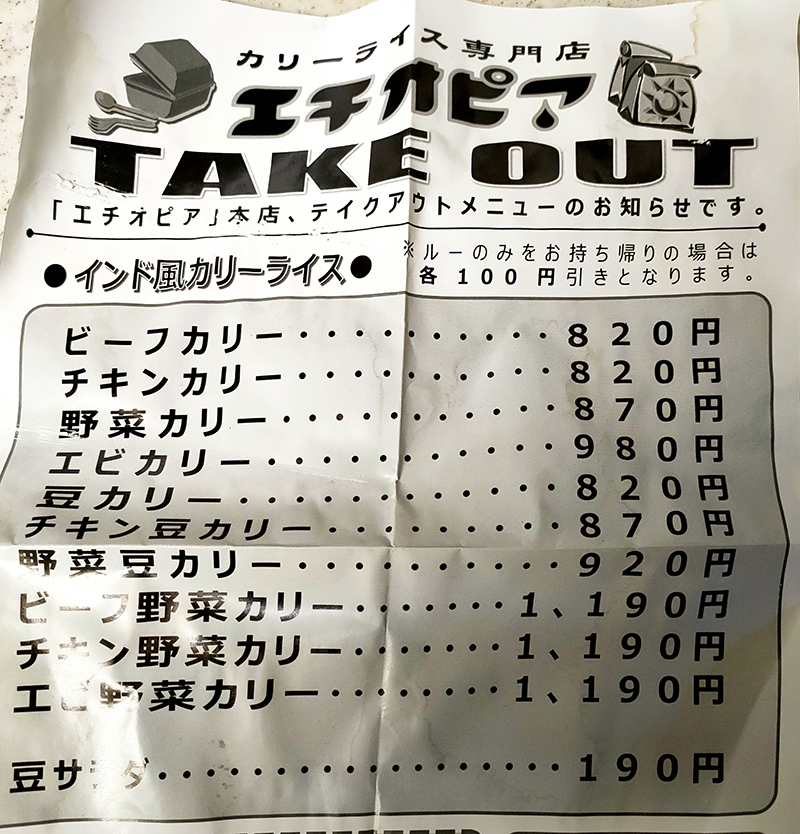 カリーライス専門店
エチオピア
TAKE OUT
「エチオピア」本店、テイクアウトメニューのお知らせです。
●インド風カリーライス●
※ルーのみをお持ち帰りの場合は
各100円引きとなります。
ビーフカリー・・・・・・・・・・820円
チキンカリー・・・・・・・・・・820円
野菜カリー・・・・・・・・・・・870円
エビカリー・・・・・・・・・・・980円
豆カリー・・・・・・・・・・・・820円
チキン豆カリー・・・・・・・・・870円
野菜豆カリー・・・・・・・・・・920円
ビーフ野菜カリー・・・・・・・1、190円
チキン野菜カリー・・・・・・・1、190円
エビ野菜カリー・・・・・・・・1、190円
豆サラダ・・・・・・・・・・・・・・・・・190円